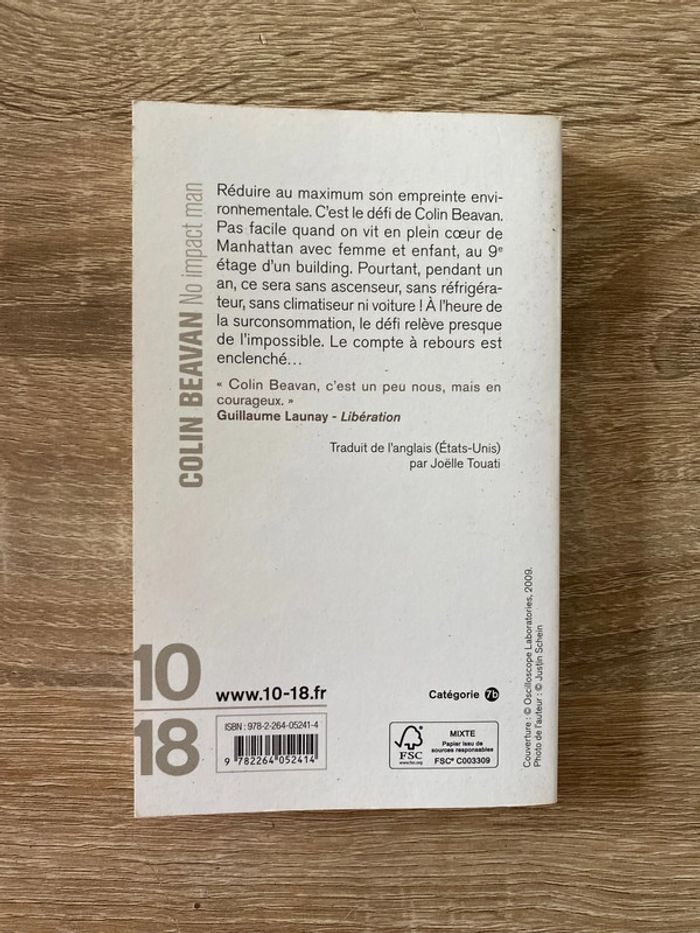 COLIN BEAVAN No impact man
Réduire au maximum son empreinte envi-
ronnementale. C'est le défi de Colin Beavan.
Pas facile quand on vit en plein cœur de
Manhattan avec femme et enfant, au 9e
étage d'un building. Pourtant, pendant un
an, ce sera sans ascenseur, sans réfrigéra-
teur, sans climatiseur ni voiture ! À l'heure de
la surconsommation, le défi relève presque
de l'impossible. Le compte à rebours est
enclenché...
« Colin Beavan, c'est un peu nous, mais en
courageux. »
Guillaume Launay - Libération
Traduit de l'anglais (États-Unis)
par Joëlle Touati
10
18
www.10-18.fr
Catégorie 7b
ISBN : 978-2-264-05241-4
9 782264 052414
FSC
www.fsc.org
MIXTE
Papier issu de
sources responsables
FSC® C003309
Couverture : © Oscilloscope Laboratories, 2009.
Photo de l'auteur : © Justin Schein